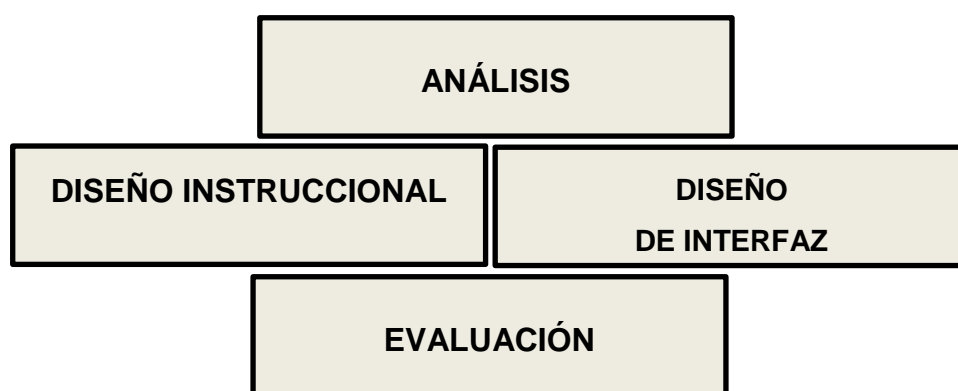 ANÁLISIS
DISEÑO INSTRUCCIONAL
DISEÑO
DE INTERFAZ
EVALUACIÓN